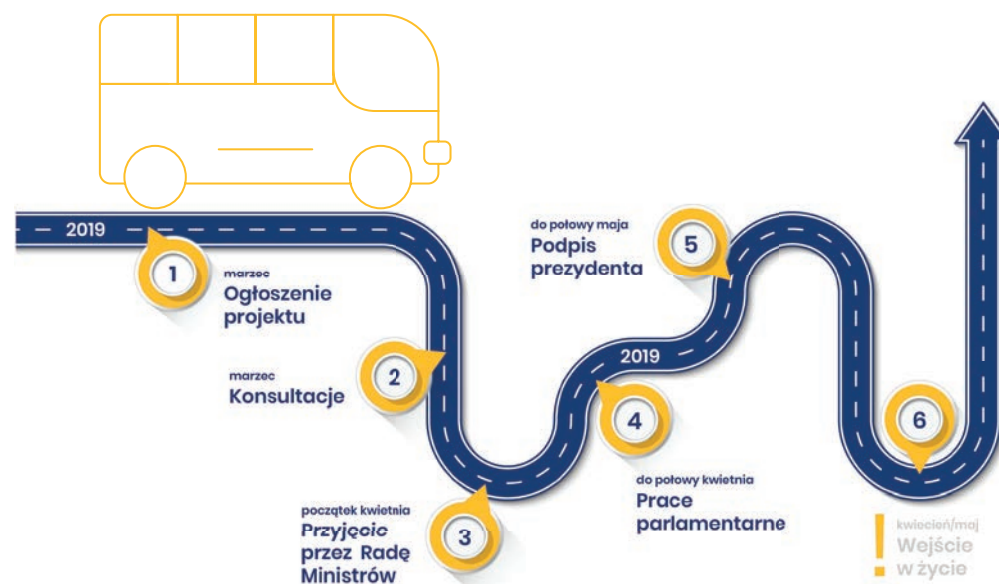 2019
1
marzec
Ogłoszenie
projektu
2
marzec
Konsultacje
3
początek kwietnia
Przyjęcie
przez Radę
Ministrów
2019
4
do połowy kwietnia
Prace
parlamentarne
5
do połowy maja
Podpis
prezydenta
6
!
kwiecień/maj
Wejście
w życie